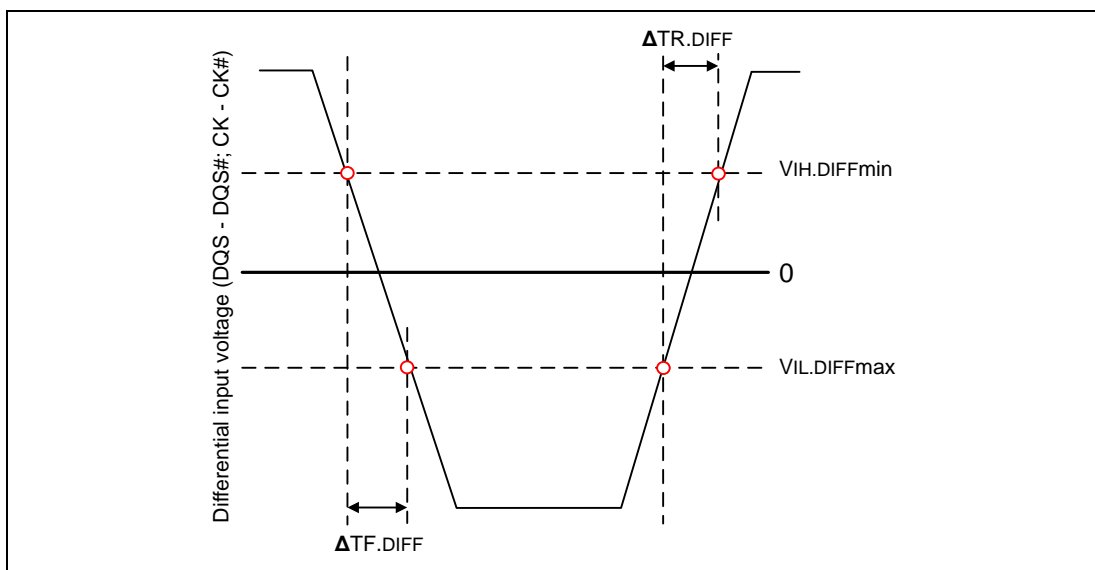 Differential input voltage (DQS - DQS#; CK - CK#)
ΔTR.DIFF
VIH.DIFFmin
0
VIL.DIFFmax
ΔTF.DIFF